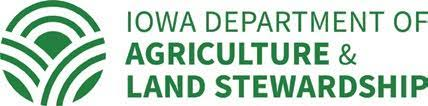 IOWA DEPARTMENT OF
AGRICULTURE &
LAND STEWARDSHIP